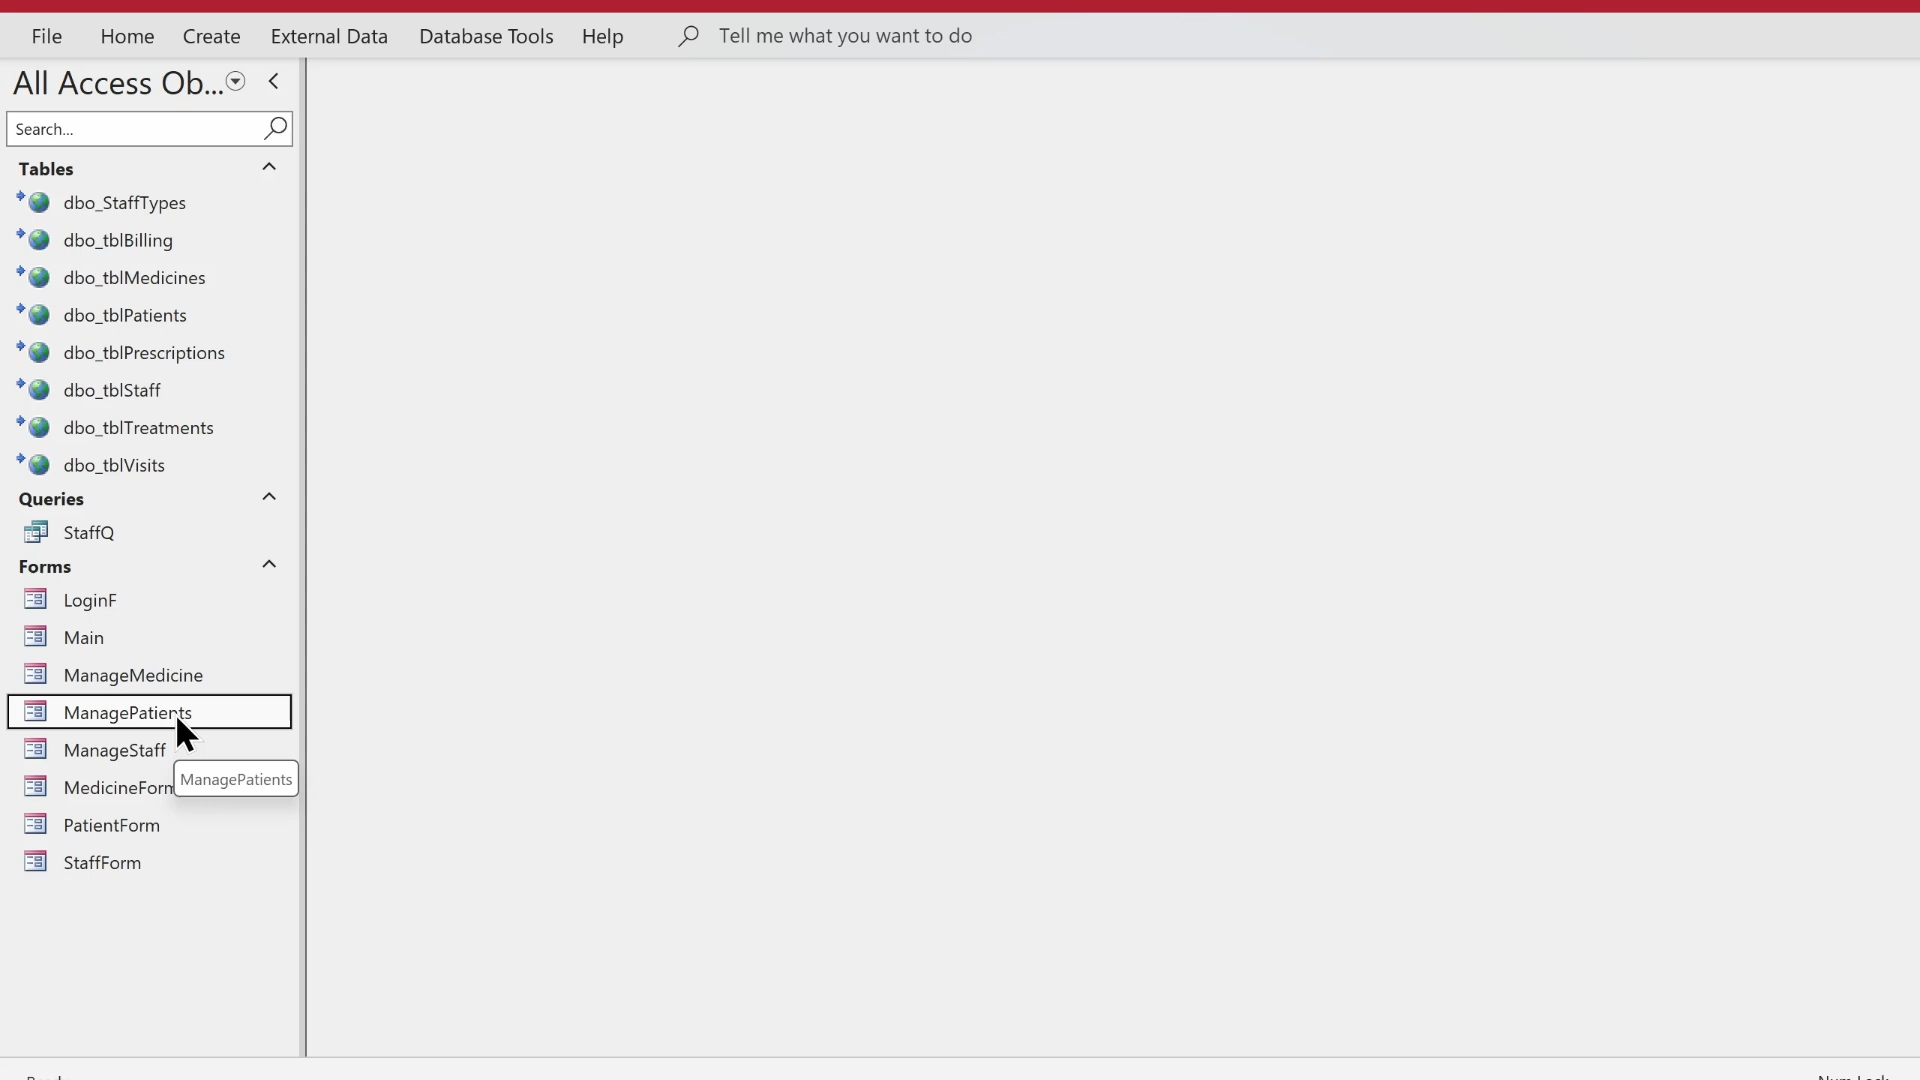 File Home Create External Data Database Tools Help Tell me what you want to do
All Access Ob...
Search...
Tables
dbo_StaffTypes
dbo_tblBilling
dbo_tblMedicines
dbo_tblPatients
dbo_tblPrescriptions
dbo_tblStaff
dbo_tblTreatments
dbo_tblVisits
Queries
StaffQ
Forms
LoginF
Main
ManageMedicine
ManagePatients
ManageStaff
ManagePatients
MedicineForm
PatientForm
StaffForm
Num Lock